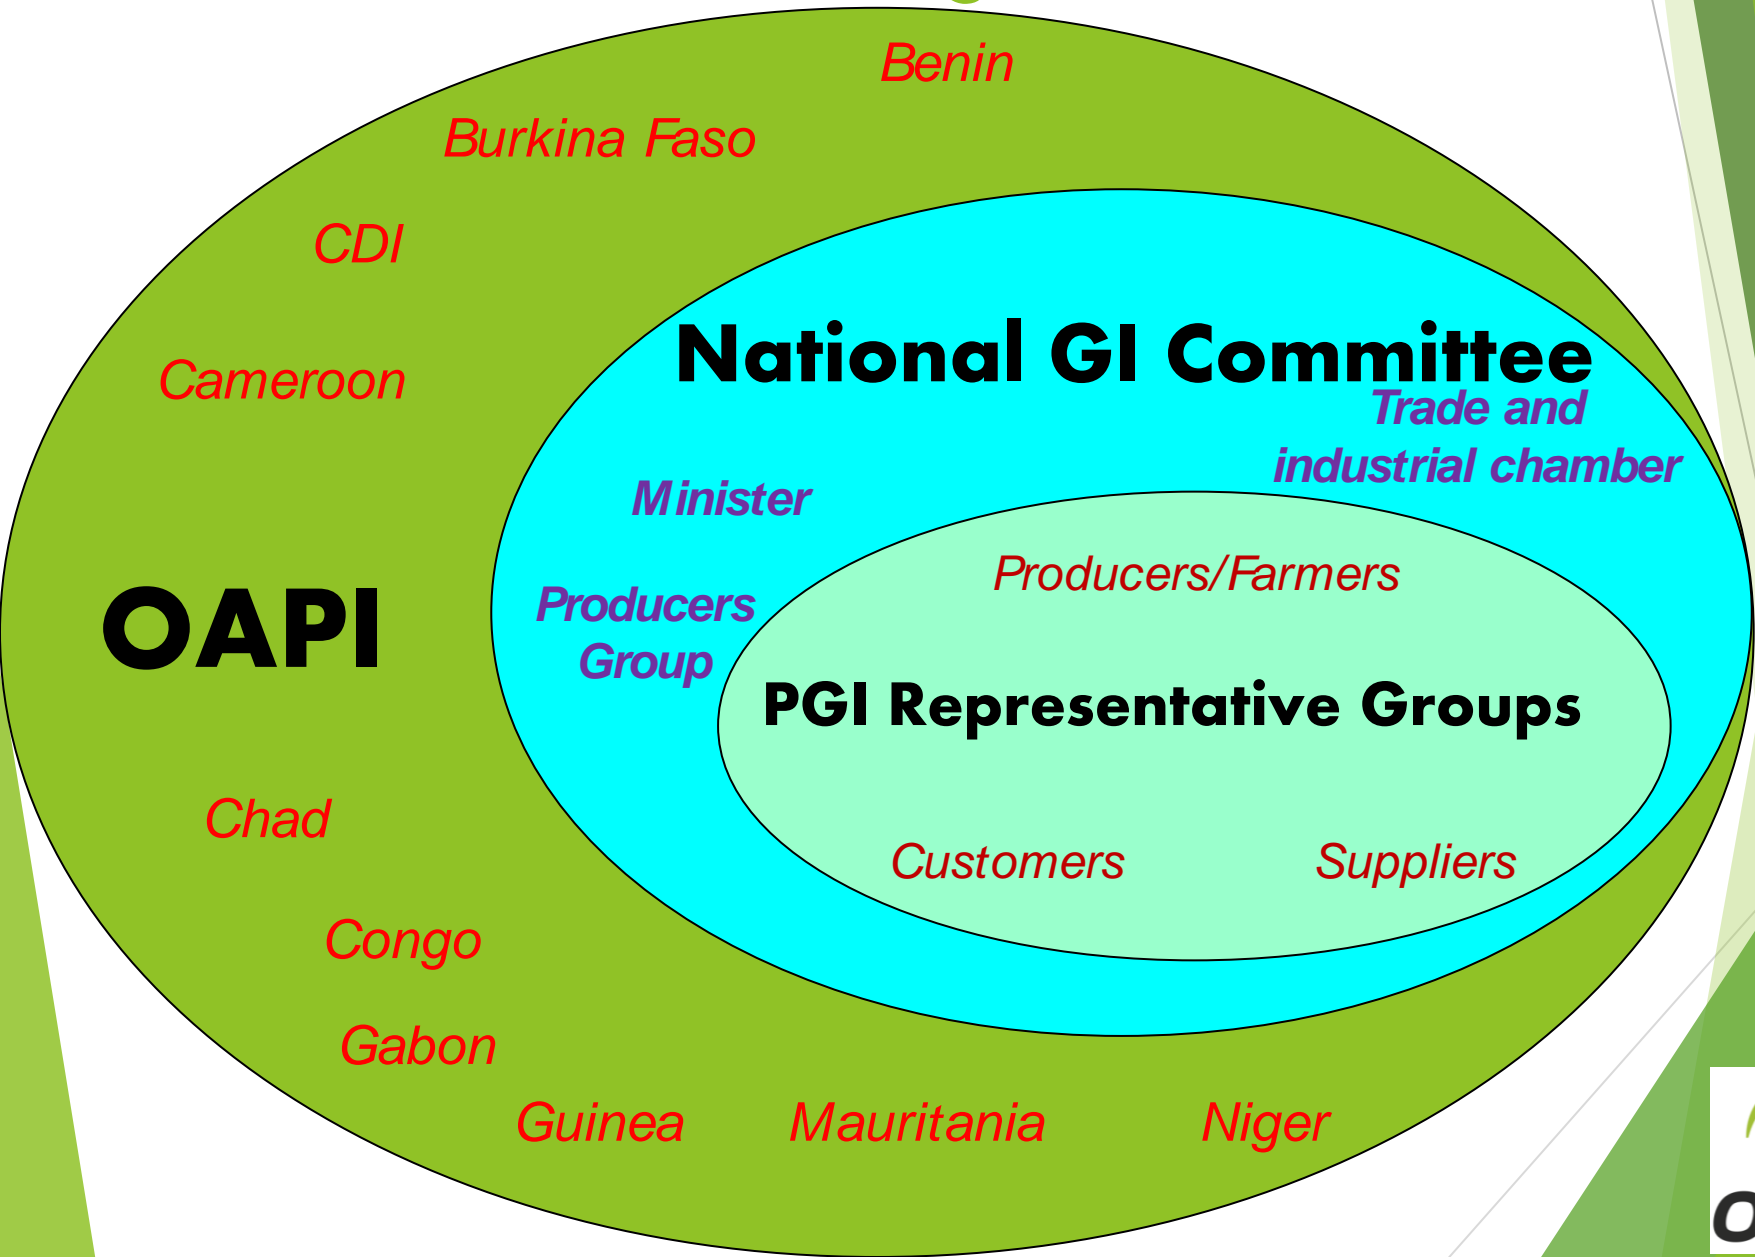 Benin
Burkina Faso
CDI
National GI Committee
Cameroon
Trade and
industrial chamber
Minister
Producers/Farmers
OAPI
Producers
Group
PGI Representative Groups
Chad
Customers
Suppliers
Congo
Gabon
Guinea
Mauritania
Niger